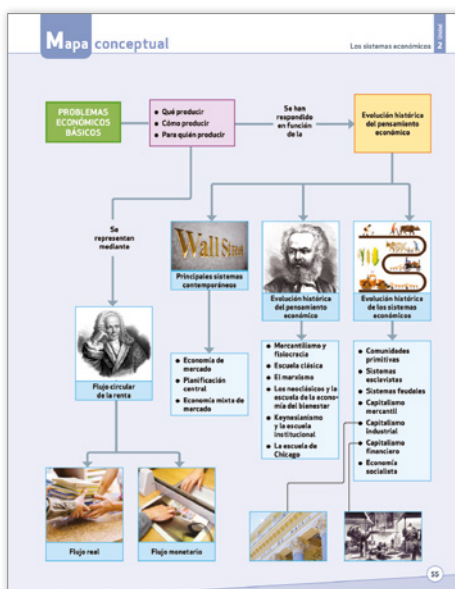 Mapa conceptual
Los sistemas económicos
2 Unidad
PROBLEMAS
ECONÓMICOS
BÁSICOS
Qué producir
Cómo producir
Para quién producir
Se han
respondido
en función
de la
Evolución histórica
del pensamiento
económico
Se
representan
mediante
Wall Street
Principales sistemas
contemporáneos
Evolución histórica
del pensamiento
económico
Evolución histórica
de los sistemas
económicos
Flujo circular
de la renta
Economía de
mercado
Planificación
central
Economía mixta de
mercado
Mercantilismo y
fisiocracia
Escuela clásica
El marxismo
Los neoclásicos y la
escuela de la econo-
mía del bienestar
Keynesianismo
y la escuela
institucional
La escuela de
Chicago
Comunidades
primitivas
Sistemas
esclavistas
Sistemas feudales
Capitalismo
mercantil
Capitalismo
industrial
Capitalismo
financiero
Economía
socialista
Flujo real
Flujo monetario
55